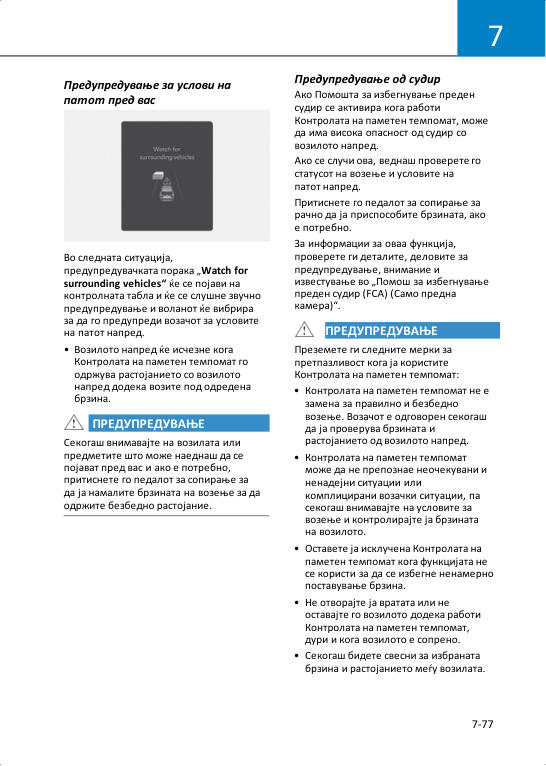 7
Предупредување за услови на
патот пред вас
Watch for
surrounding vehicles
Во следната ситуација,
предупредувачката порака „Watch for
surrounding vehicles“ ќе се појави на
контролната табла и ќе се слушне звучно
предупредување и воланот ќе вибрира
за да го предупреди возачот за условите
на патот напред.
• Возилото напред ќе исчезне кога
Контролата на паметен темпомат го
одржува растојанието со возилото
напред додека возите под одредена
брзина.
ПРЕДУПРЕДУВАЊЕ
Секогаш внимавајте на возилата или
предметите што може наеднаш да се
појават пред вас и ако е потребно,
притиснете го педалот за сопирање за
да ја намалите брзината на возење за да
одржите безбедно растојание.
Предупредување од судир
Ако Помошта за избегнување преден
судир се активира кога работи
Контролата на паметен темпомат, може
да има висока опасност од судир со
возилото напред.
Ако се случи ова, веднаш проверете го
статусот на возење и условите на
патот напред.
Притиснете го педалот за сопирање за
рачно да ја приспособите брзината, ако
е потребно.
За информации за оваа функција,
проверете ги деталите, деловите за
предупредување, внимание и
известување во „Помош за избегнување
преден судир (FCA) (Само предна
камера)“.
ПРЕДУПРЕДУВАЊЕ
Преземете ги следните мерки за
претпазливост кога ја користите
Контролата на паметен темпомат:
• Контролата на паметен темпомат не е
замена за правилно и безбедно
возење. Возачот е одговорен секогаш
да ја проверува брзината и
растојанието од возилото напред.
• Контролата на паметен темпомат
може да не препознае неочекувани и
ненадејни ситуации или
комплицирани возачки ситуации, па
секогаш внимавајте на условите за
возење и контролирајте ја брзината
на возилото.
• Оставете ја исклучена Контролата на
паметен темпомат кога функцијата не
се користи за да се избегне ненамерно
поставување брзина.
• Не отворајте ја вратата или не
оставајте го возилото додека работи
Контролата на паметен темпомат,
дури и кога возилото е сопрено.
• Секогаш бидете свесни за избраната
брзина и растојанието меѓу возилата.
7-77